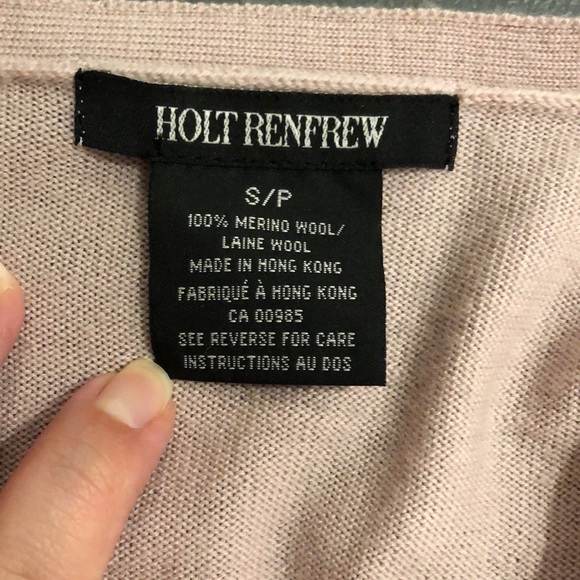 HOLT RENFREW
S/P
100% MERINO WOOL/
LAINE WOOL
MADE IN HONG KONG
FABRIQUÉ À HONG KONG
CA 00985
SEE REVERSE FOR CARE
INSTRUCTIONS AU DOS